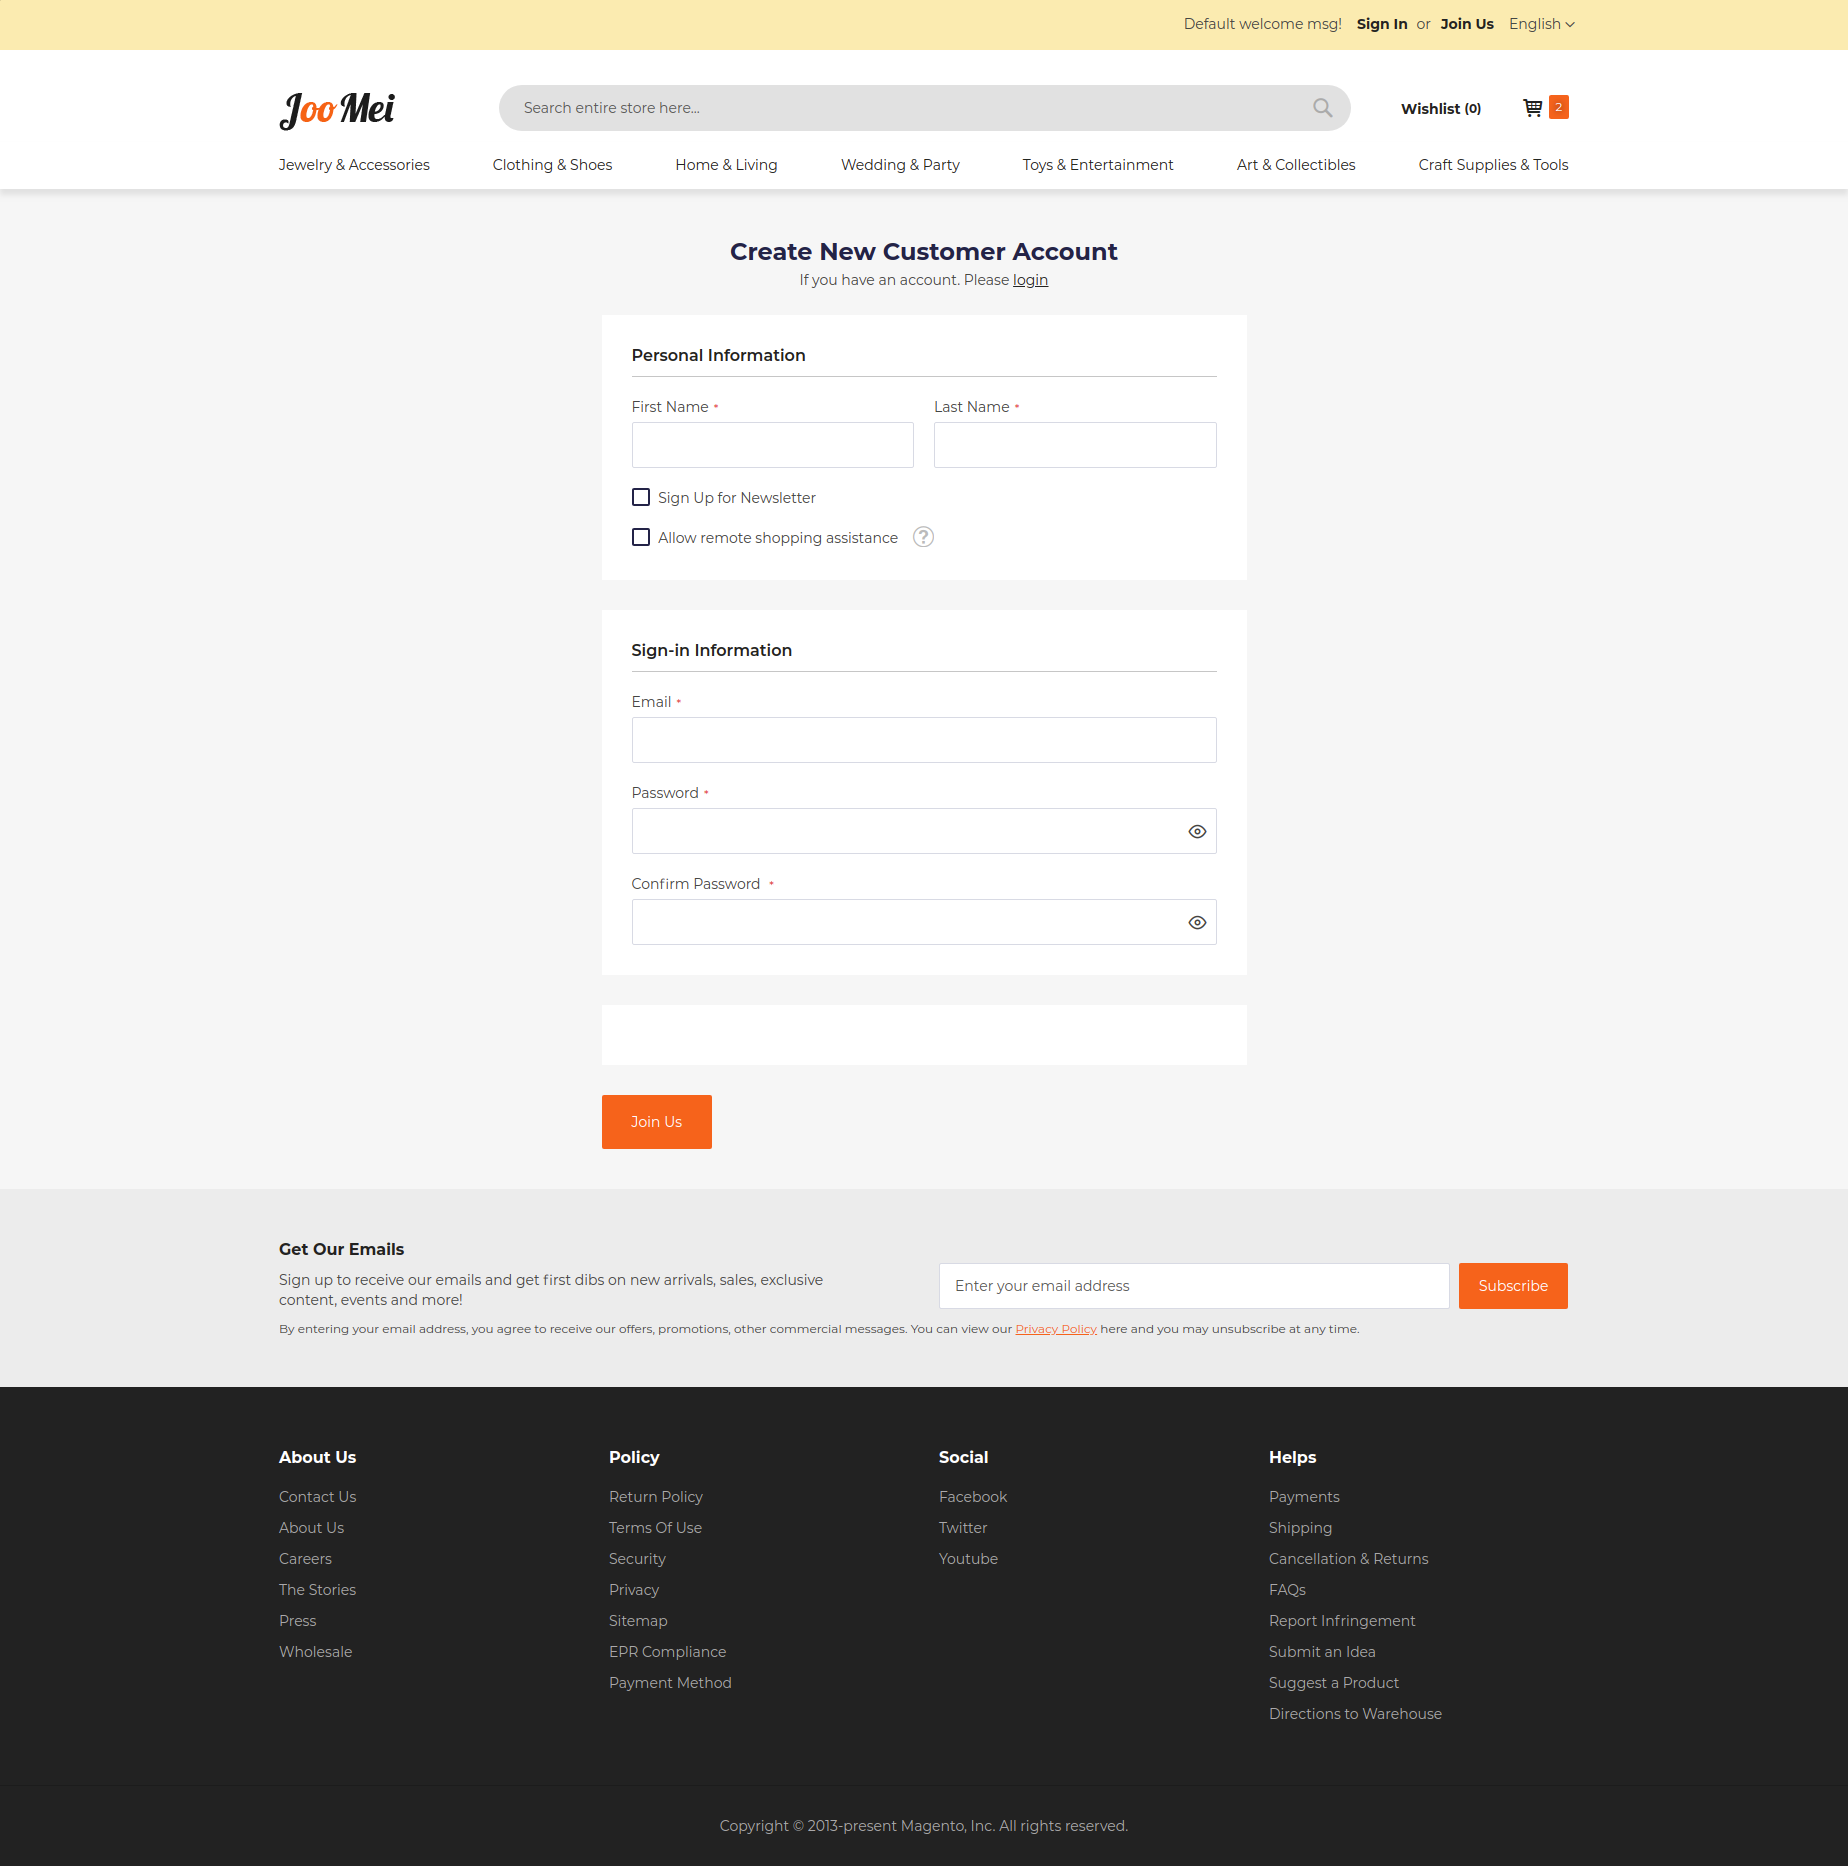 Default welcome msg! Sign In or Join Us English
Joo Mei
Search entire store here...
Wishlist (0)
2
Jewelry & Accessories Clothing & Shoes Home & Living Wedding & Party Toys & Entertainment Art & Collectibles Craft Supplies & Tools
Create New Customer Account
If you have an account. Please login
Personal Information
First Name * Last Name *
Sign Up for Newsletter
Allow remote shopping assistance ?
Sign-in Information
Email *
Password *
Confirm Password *
Join Us
Get Our Emails
Sign up to receive our emails and get first dibs on new arrivals, sales, exclusive
content, events and more!
Enter your email address Subscribe
By entering your email address, you agree to receive our offers, promotions, other commercial messages. You can view our Privacy Policy here and you may unsubscribe at any time.
About Us
Contact Us
About Us
Careers
The Stories
Press
Wholesale
Policy
Return Policy
Terms Of Use
Security
Privacy
Sitemap
EPR Compliance
Payment Method
Social
Facebook
Twitter
Youtube
Helps
Payments
Shipping
Cancellation & Returns
FAQs
Report Infringement
Submit an Idea
Suggest a Product
Directions to Warehouse
Copyright © 2013-present Magento, Inc. All rights reserved.